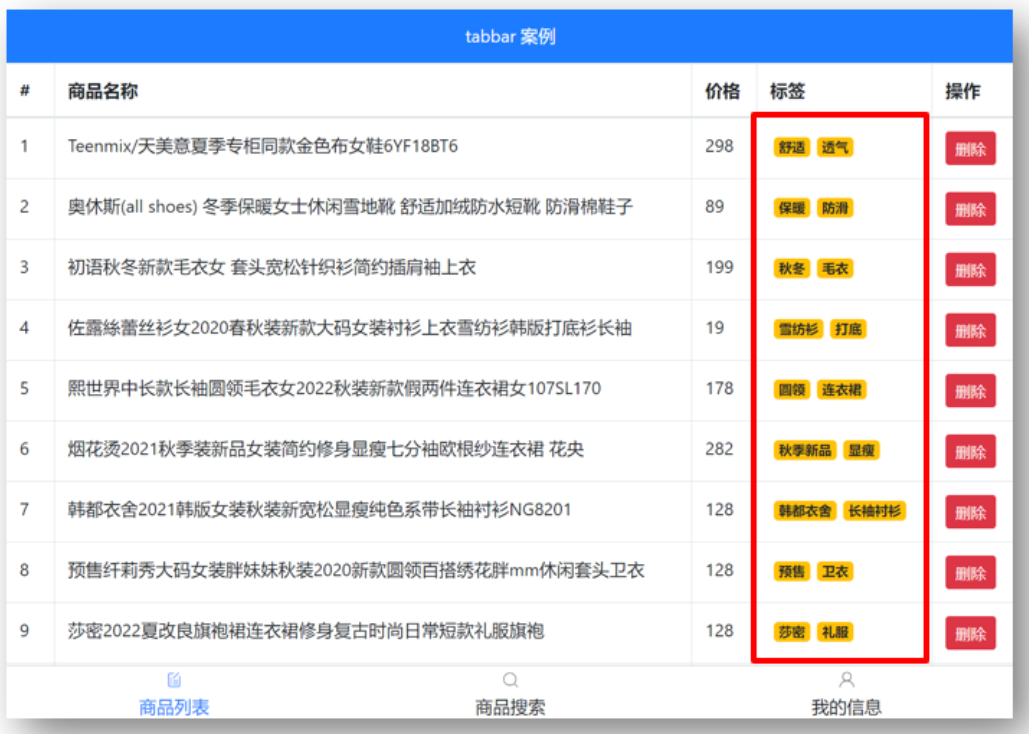 tabbar 案例
# 商品名称 价格 标签 操作
1 Teenmix/天美意夏季专柜同款金色布女鞋6YF18BT6 298 舒适 透气 删除
2 奥休斯(all shoes) 冬季保暖女士休闲雪地靴 舒适加绒防水短靴 防滑棉鞋子 89 保暖 防滑 删除
3 初语秋冬新款毛衣女 套头宽松针织衫简约插肩袖上衣 199 秋冬 毛衣 删除
4 佐露絲蕾丝衫女2020春秋装新款大码女装衬衫上衣雪纺衫韩版打底衫长袖 19 雪纺衫 打底 删除
5 熙世界中长款长袖圆领毛衣女2022秋装新款假两件连衣裙女107SL170 178 圆领 连衣裙 删除
6 烟花烫2021秋季装新品女装简约修身显瘦七分袖欧根纱连衣裙 花央 282 秋季新品 显瘦 删除
7 韩都衣舍2021韩版女装秋装新宽松显瘦纯色系带长袖衬衫NG8201 128 韩都衣舍 长袖衬衫 删除
8 预售纤莉秀大码女装胖妹妹秋装2020新款圆领百搭绣花胖mm休闲套头卫衣 128 预售 卫衣 删除
9 莎密2022夏改良旗袍裙连衣裙修身复古时尚日常短款礼服旗袍 128 莎密 礼服 删除
商品列表 商品搜索 我的信息